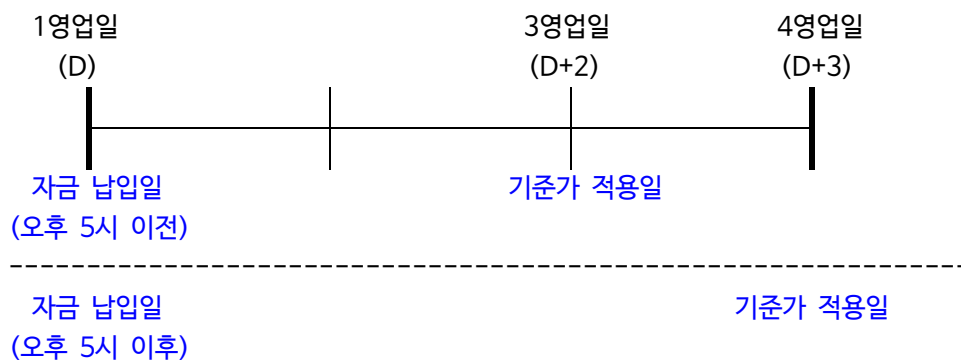 1영업일 3영업일 4영업일
(D) (D+2) (D+3)
자금 납입일 기준가 적용일
(오후 5시 이전)
자금 납입일 기준가 적용일
(오후 5시 이후)